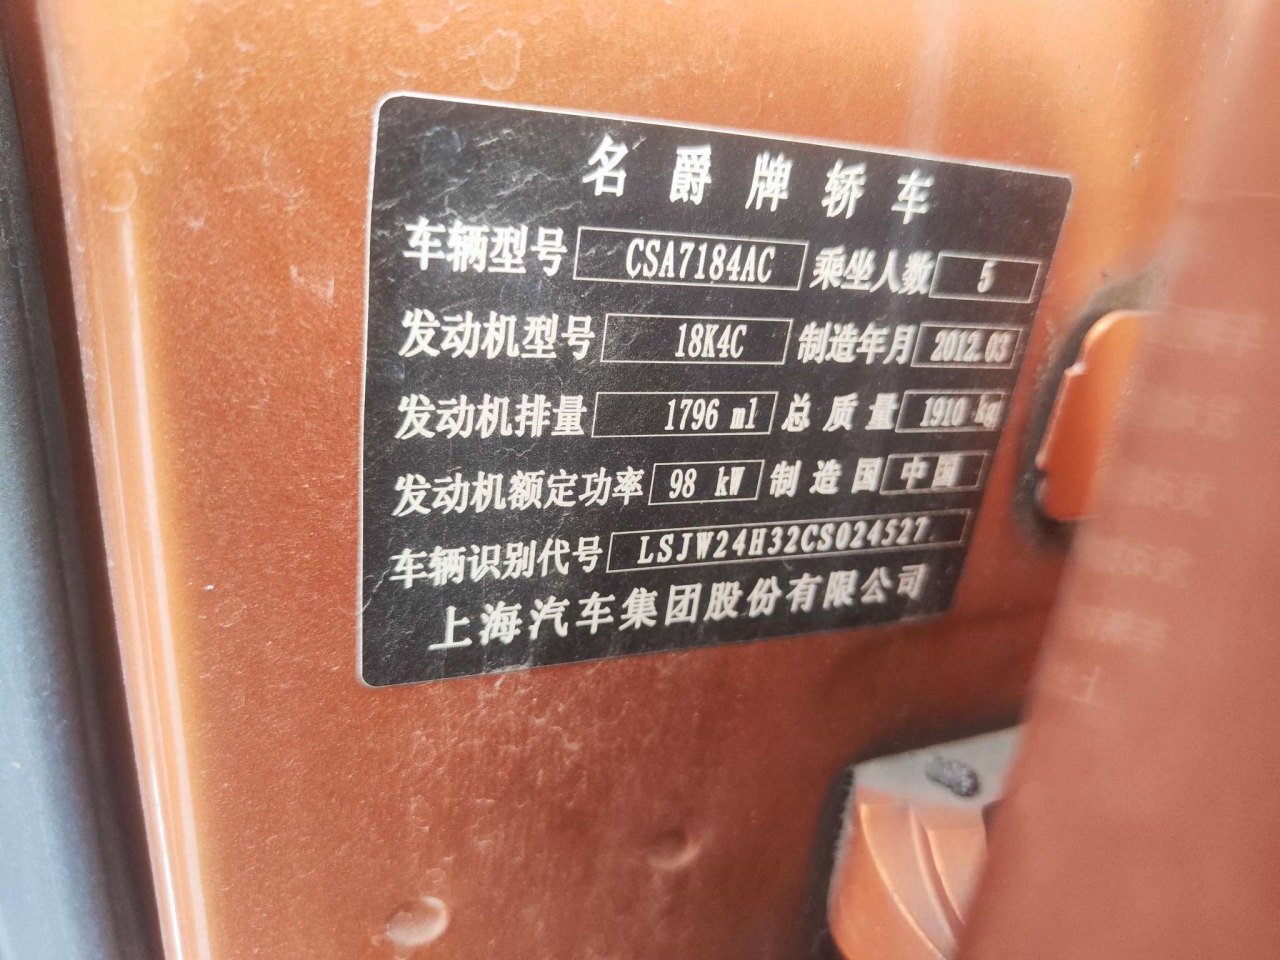 名爵牌轿车
车辆型号 CSA7184AC 乘坐人数 5
发动机型号 18K4C 制造年月 2012.03
发动机排量 1796 ml 总质量 1910 kg
发动机额定功率 98 kW 制造国 中国
车辆识别代号 LSJW24H32CS024527
上海汽车集团股份有限公司